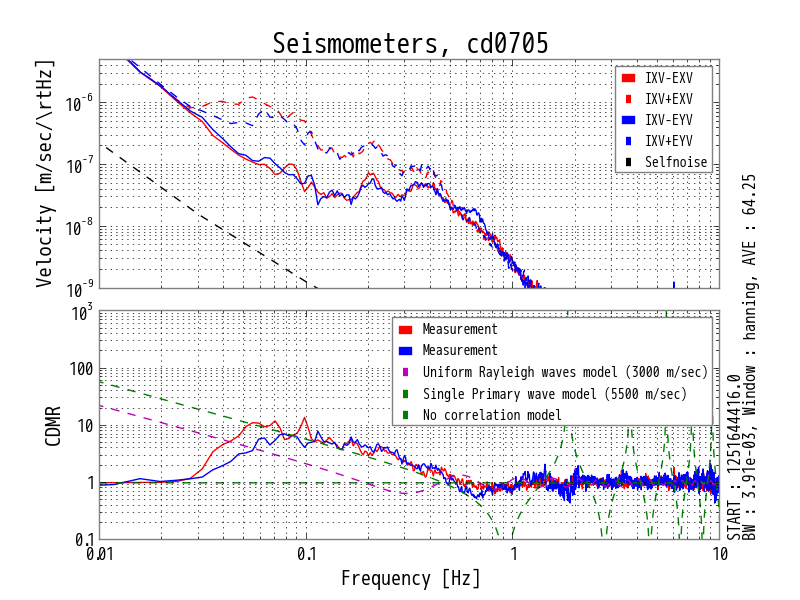 Seismometers, cd0705
Velocity [m/sec/\rtHz]
10^-6
10^-7
10^-8
10^-9
IXV-EXV
IXV+EXV
IXV-EYV
IXV+EYV
Selfnoise
CDMR
10^3
100
10
1
0.1
Measurement
Measurement
Uniform Rayleigh waves model (3000 m/sec)
Single Primary wave model (5500 m/sec)
No correlation model
0.01
0.1
1
10
Frequency [Hz]
START : 1251644416.0
BW : 3.91e-03, Window : hanning, AVE : 64.25